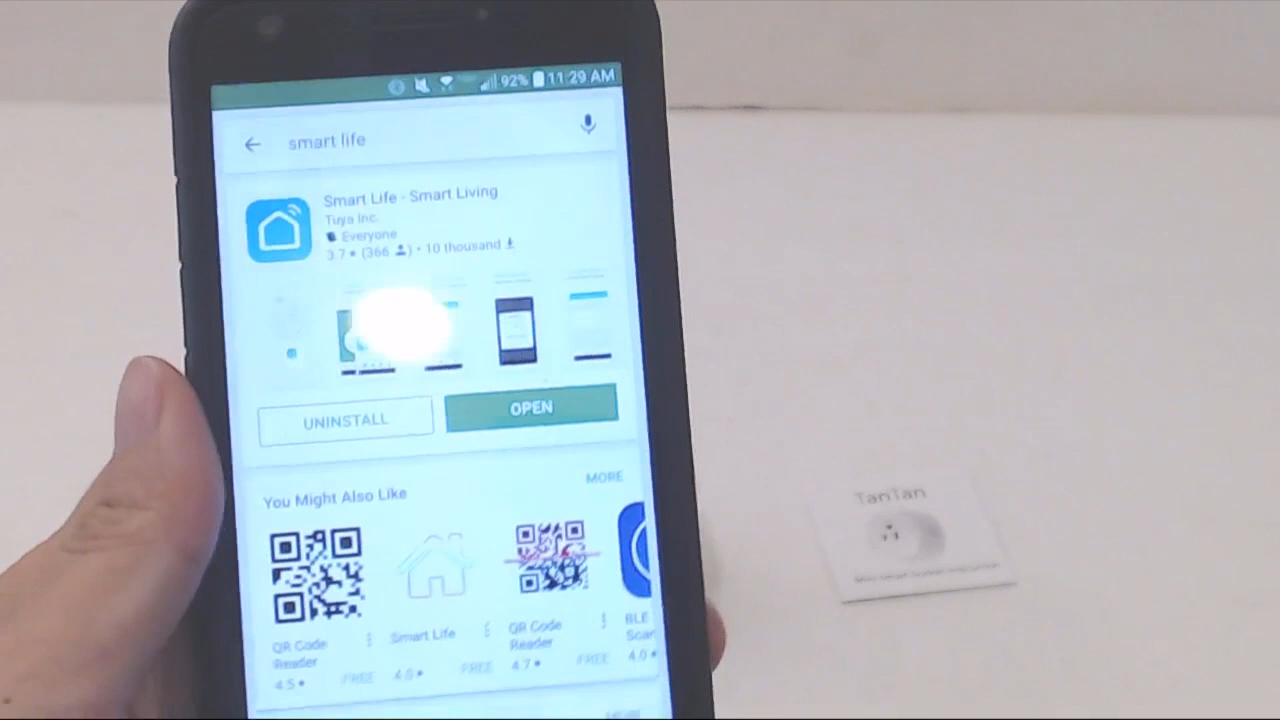 92% 11:29 AM
smart life
Smart Life - Smart Living
Tuya Inc.
Everyone
3.7 ★ (366) • 10 thousand
UNINSTALL
OPEN
You Might Also Like
MORE
QR Code Reader
4.5 ★
FREE
Smart Life
4.0 ★
FREE
QR Code Reader
4.7 ★
FREE
BLE
Scan
4.0 ★
TanTan